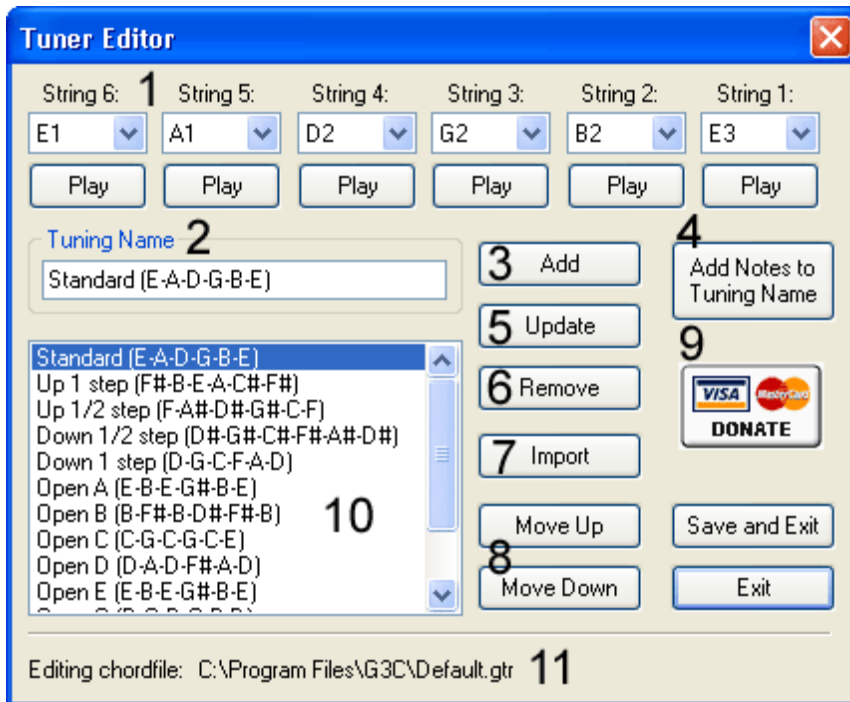 Tuner Editor
String 6: 1 String 5: String 4: String 3: String 2: String 1:
E1 A1 D2 G2 B2 E3
Play Play Play Play Play Play
Tuning Name 2
Standard (E-A-D-G-B-E)
3 Add
4
Add Notes to
Tuning Name
5 Update
6 Remove
7 Import
9
VISA MasterCard
DONATE
Standard (E-A-D-G-B-E)
Up 1 step (F#-B-E-A-C#-F#)
Up 1/2 step (F-A#-D#-G#-C-F)
Down 1/2 step (D#-G#-C#-F#-A#-D#)
Down 1 step (D-G-C-F-A-D)
Open A (E-B-E-G#-B-E)
Open B (B-F#-B-D#-F#-B)
Open C (C-G-C-G-C-E)
Open D (D-A-D-F#-A-D)
Open E (E-B-E-G#-B-E)
10
Move Up
8
Move Down
Save and Exit
Exit
Editing chordfile: C:\Program Files\G3C\Default.gtr 11